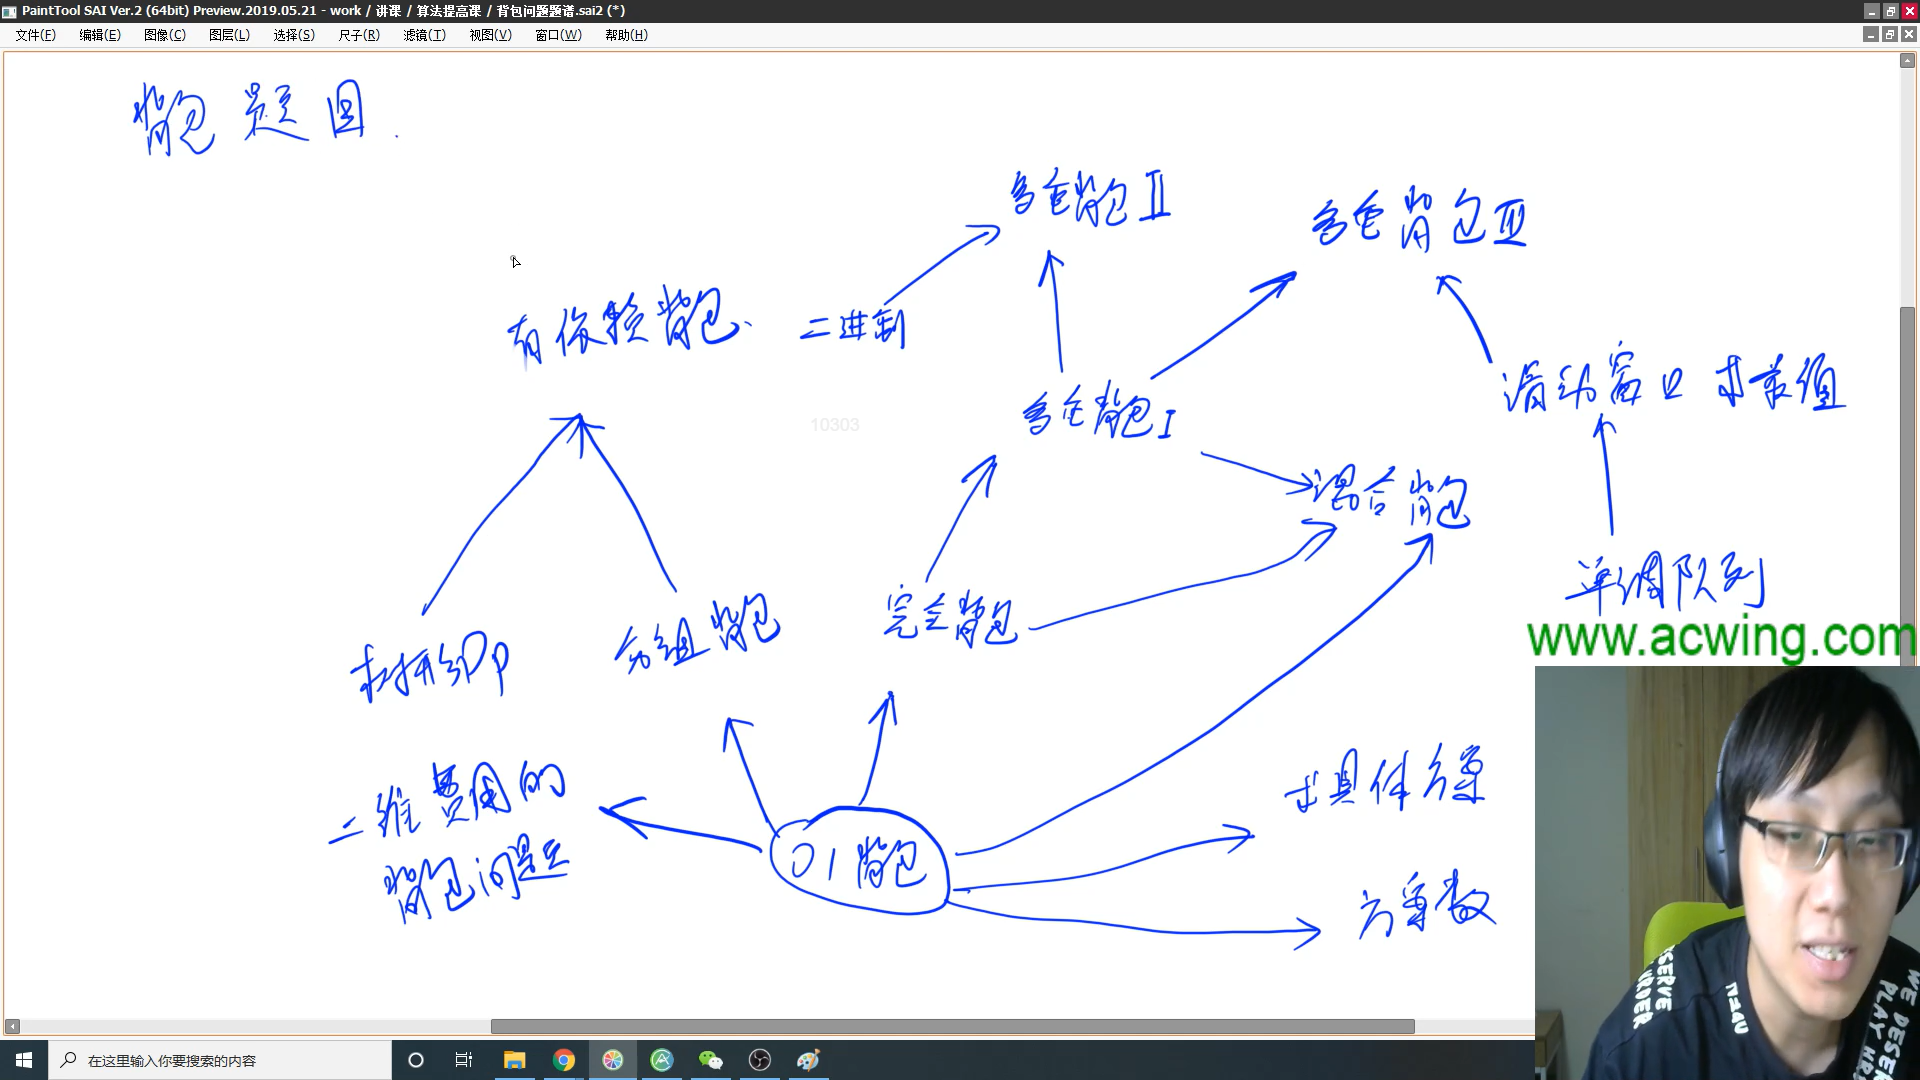 PaintTool SAI Ver.2 (64bit) Preview.2019.05.21 - work / 讲课 / 算法提高课 / 背包问题题谱.sai2 (*)
文件(F) 编辑(E) 图像(C) 图层(L) 选择(S) 尺子(R) 滤镜(T) 视图(V) 窗口(W) 帮助(H)
背包 题目
多重背包 II
多重背包 III
有依赖背包
二进制
滑动窗口 求最值
多重背包 I
10303
混合背包
单调队列
完全背包
分组背包
树形DP
www.acwing.com
二维费用的
背包问题
01背包
求具体方案
方案数
WE DESERVE
PLAY HARDER
在这里输入你要搜索的内容